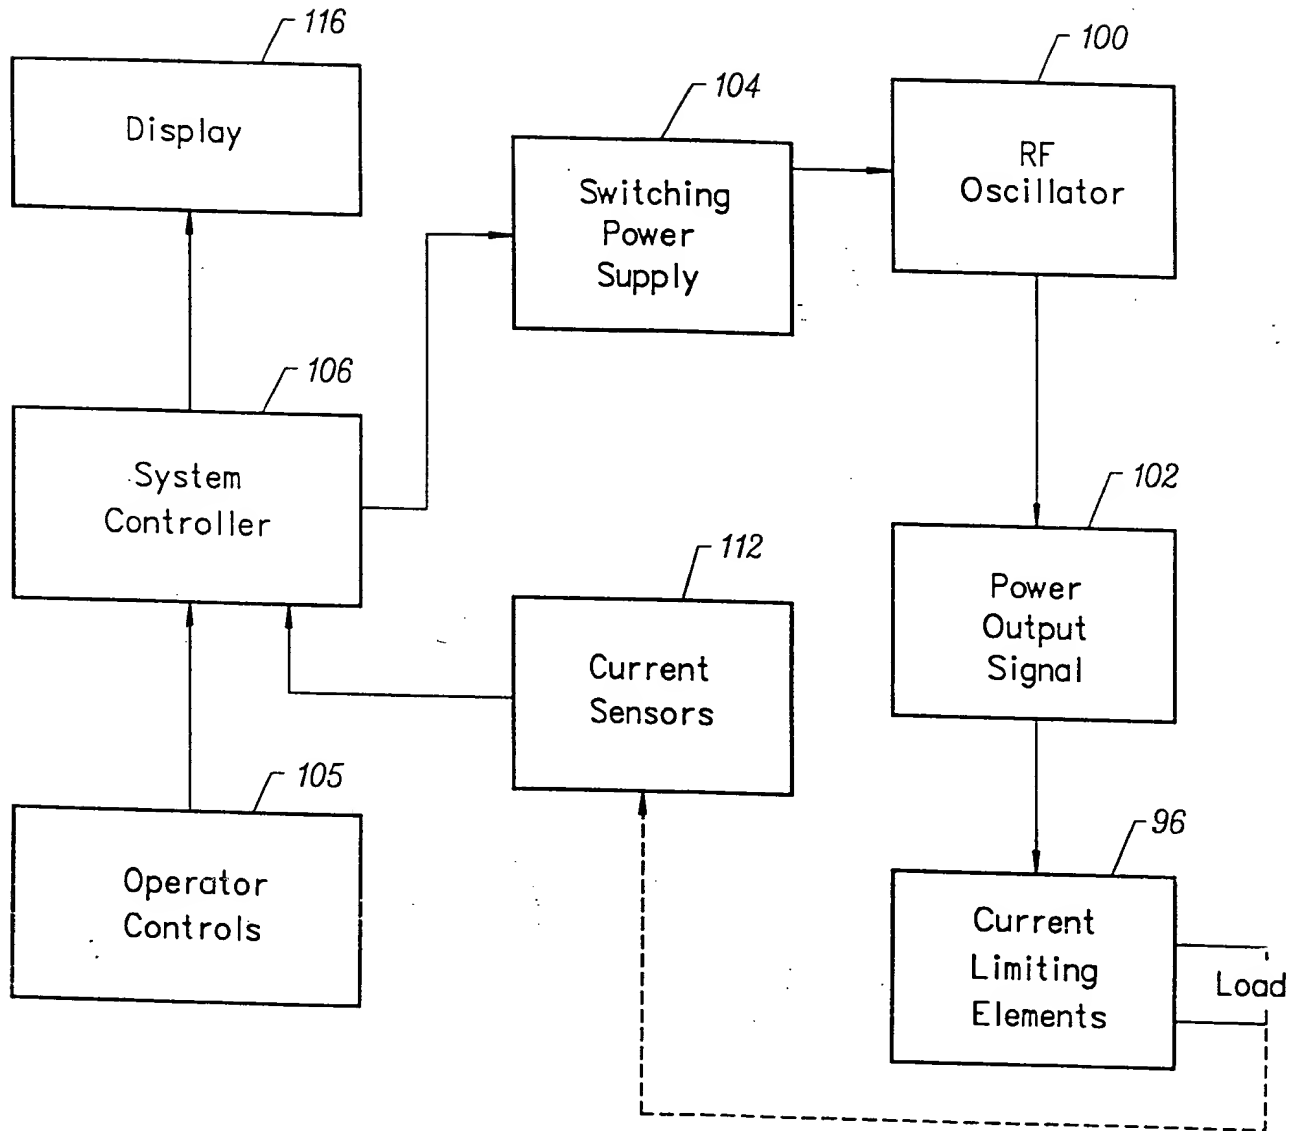 116
Display
104
Switching
Power
Supply
100
RF
Oscillator
106
System
Controller
112
Current
Sensors
102
Power
Output
Signal
105
Operator
Controls
96
Current
Limiting
Elements
Load